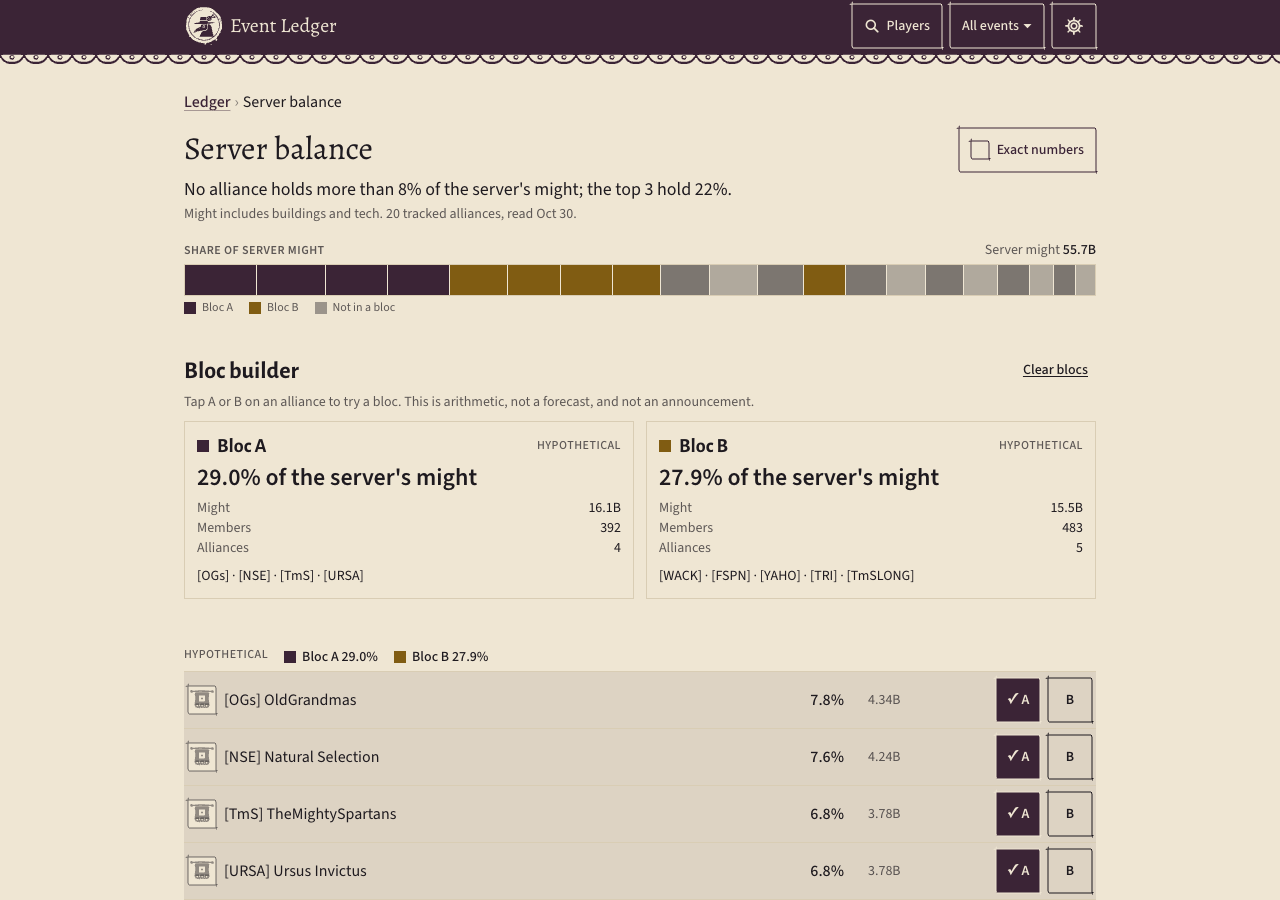 Event Ledger
Players
All events
Ledger › Server balance
Server balance
Exact numbers
No alliance holds more than 8% of the server's might; the top 3 hold 22%.
Might includes buildings and tech. 20 tracked alliances, read Oct 30.
SHARE OF SERVER MIGHT
Server might 55.7B
Bloc A
Bloc B
Not in a bloc
Bloc builder
Clear blocs
Tap A or B on an alliance to try a bloc. This is arithmetic, not a forecast, and not an announcement.
Bloc A
HYPOTHETICAL
29.0% of the server's might
Might 16.1B
Members 392
Alliances 4
[OGs] · [NSE] · [TmS] · [URSA]
Bloc B
HYPOTHETICAL
27.9% of the server's might
Might 15.5B
Members 483
Alliances 5
[WACK] · [FSPN] · [YAHO] · [TRI] · [TmSLONG]
HYPOTHETICAL Bloc A 29.0% Bloc B 27.9%
[OGs] OldGrandmas 7.8% 4.34B ✓ A B
[NSE] Natural Selection 7.6% 4.24B ✓ A B
[TmS] TheMightySpartans 6.8% 3.78B ✓ A B
[URSA] Ursus Invictus 6.8% 3.78B ✓ A B